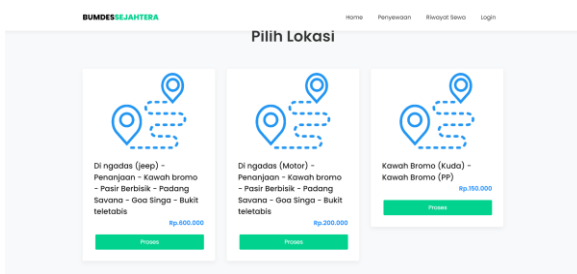 BUMDESSEJAHTERA
Home Penyewaan Riwayat Sewa Login
Pilih Lokasi
Di ngadas (jeep) -
Penanjaan - Kawah bromo
- Pasir Berbisik - Padang
Savana - Goa Singa - Bukit
teletabis
Rp.600.000
Proses
Di ngadas (Motor) -
Penanjaan - Kawah bromo
- Pasir Berbisik - Padang
Savana - Goa Singa - Bukit
teletabis
Rp.200.000
Proses
Kawah Bromo (Kuda) -
Kawah Bromo (PP)
Rp.150.000
Proses